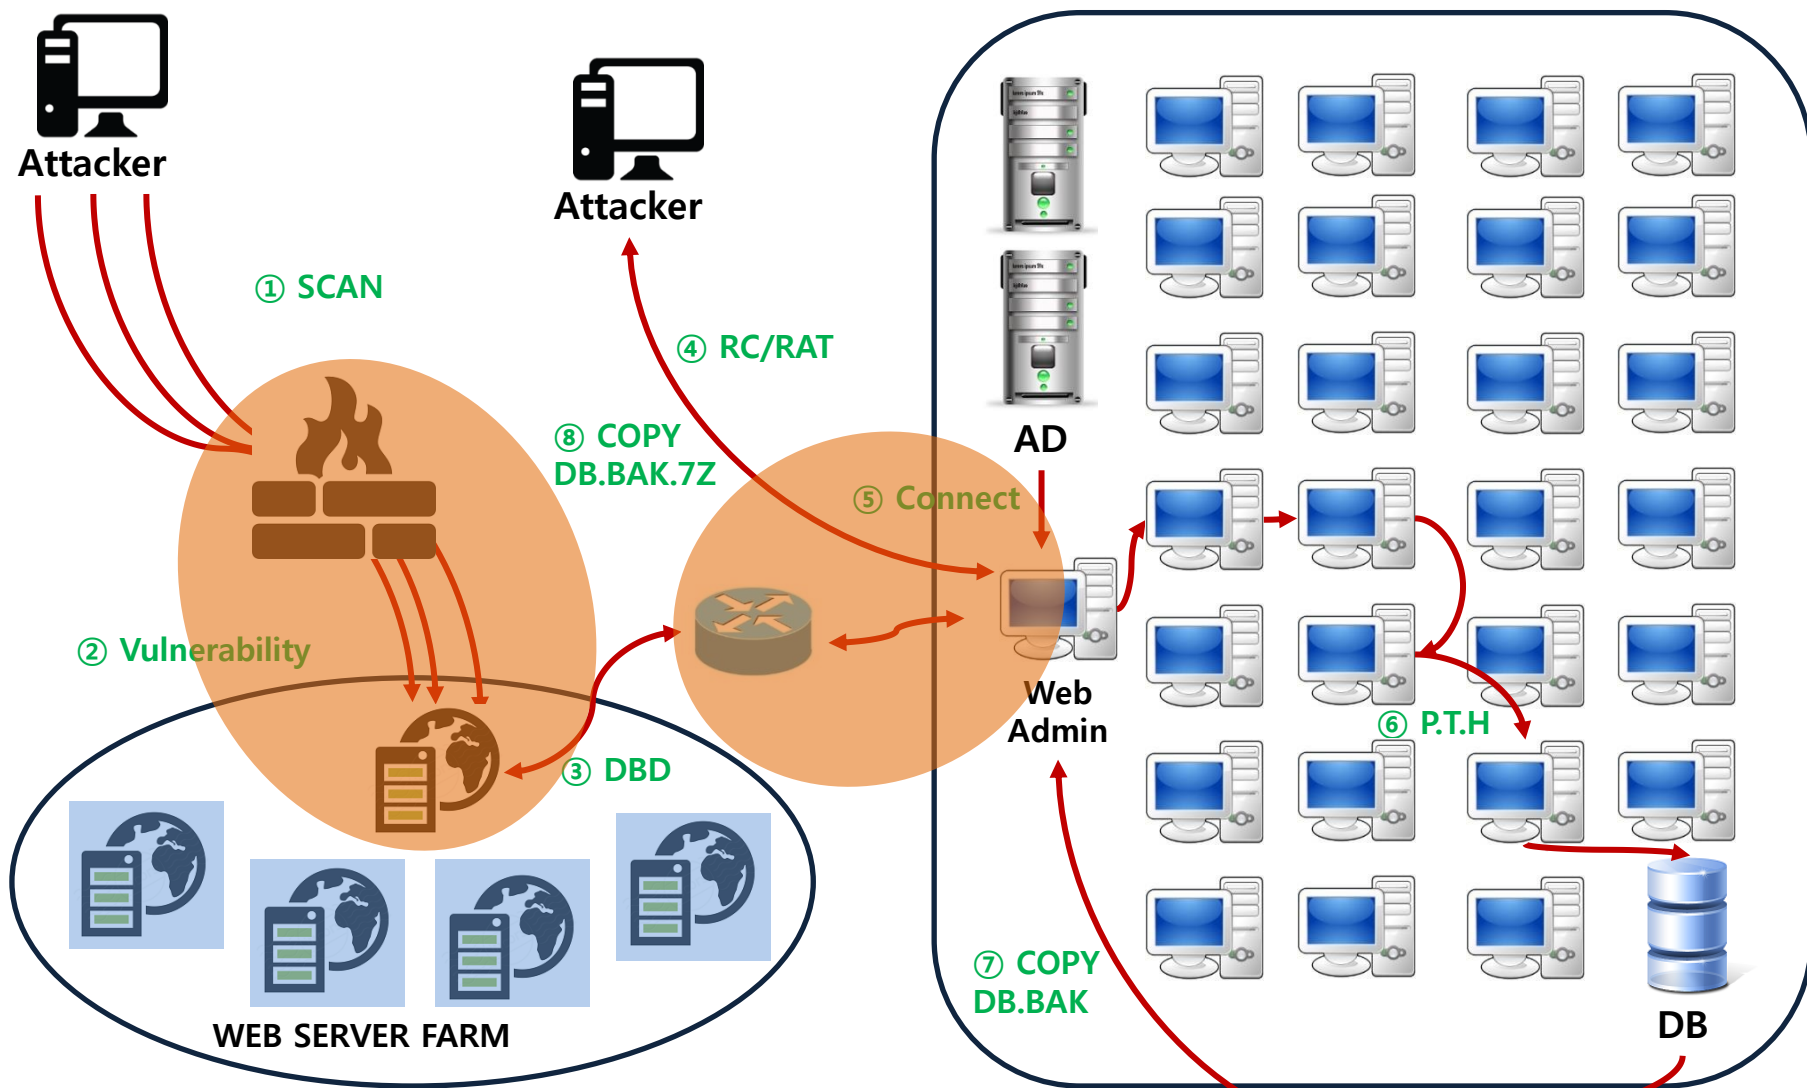 Attacker
Attacker
① SCAN
④ RC/RAT
⑧ COPY
DB.BAK.7Z
⑤ Connect
AD
② Vulnerability
③ DBD
Web
Admin
⑥ P.T.H
⑦ COPY
DB.BAK
WEB SERVER FARM
DB